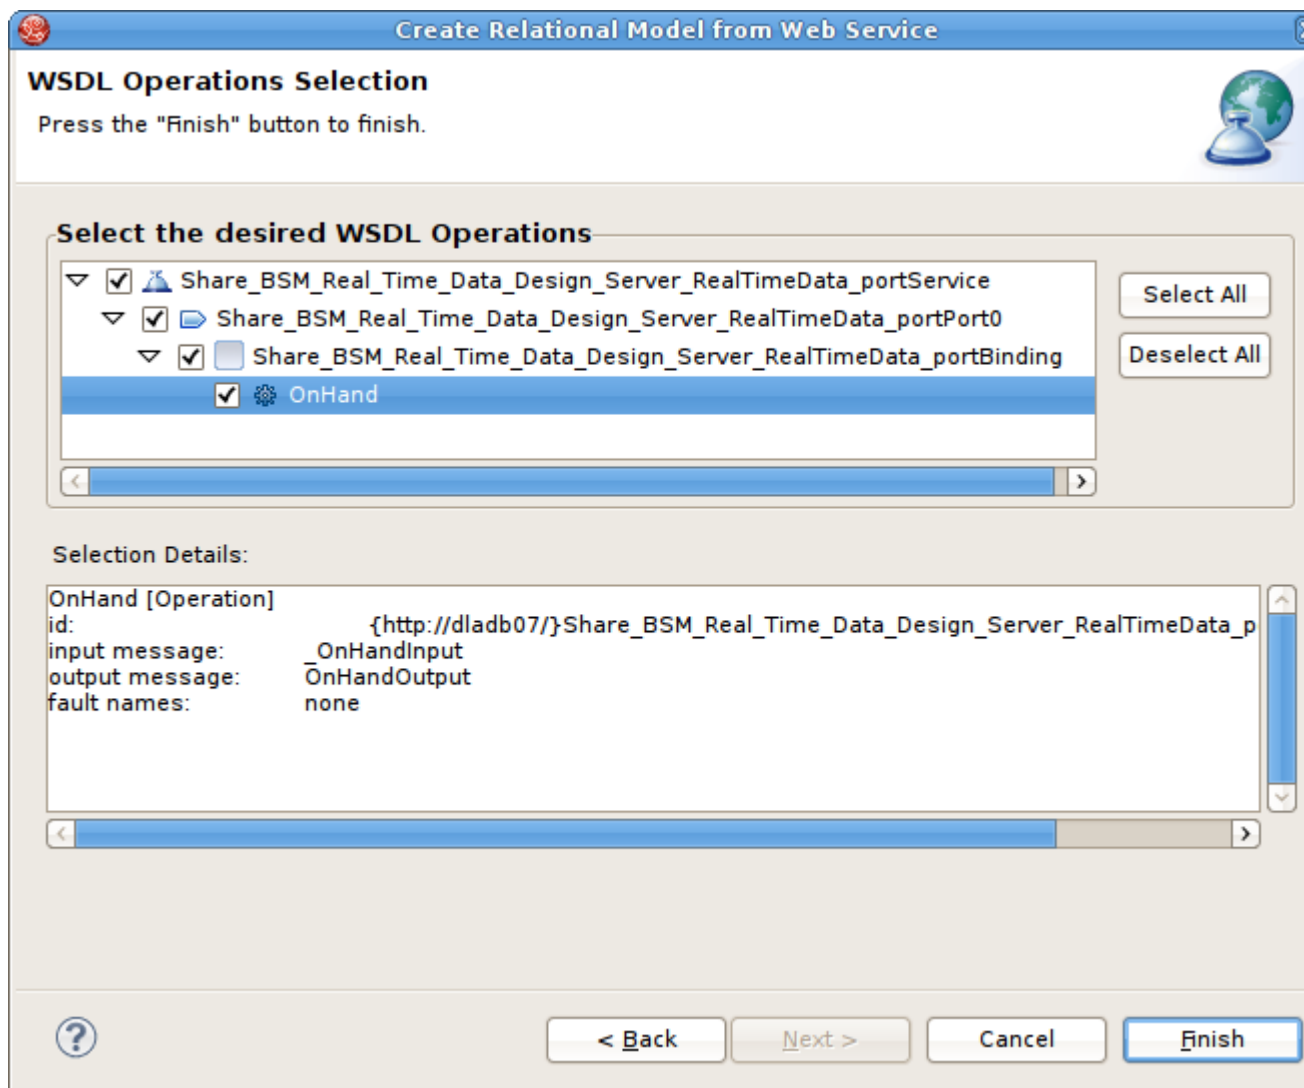 Create Relational Model from Web Service
WSDL Operations Selection
Press the "Finish" button to finish.
Select the desired WSDL Operations
Share_BSM_Real_Time_Data_Design_Server_RealTimeData_portService
Share_BSM_Real_Time_Data_Design_Server_RealTimeData_portPort0
Share_BSM_Real_Time_Data_Design_Server_RealTimeData_portBinding
OnHand
Select All
Deselect All
Selection Details:
OnHand [Operation]
id: {http://dladb07/}Share_BSM_Real_Time_Data_Design_Server_RealTimeData_p
input message: _OnHandInput
output message: OnHandOutput
fault names: none
?
< Back
Next >
Cancel
Finish